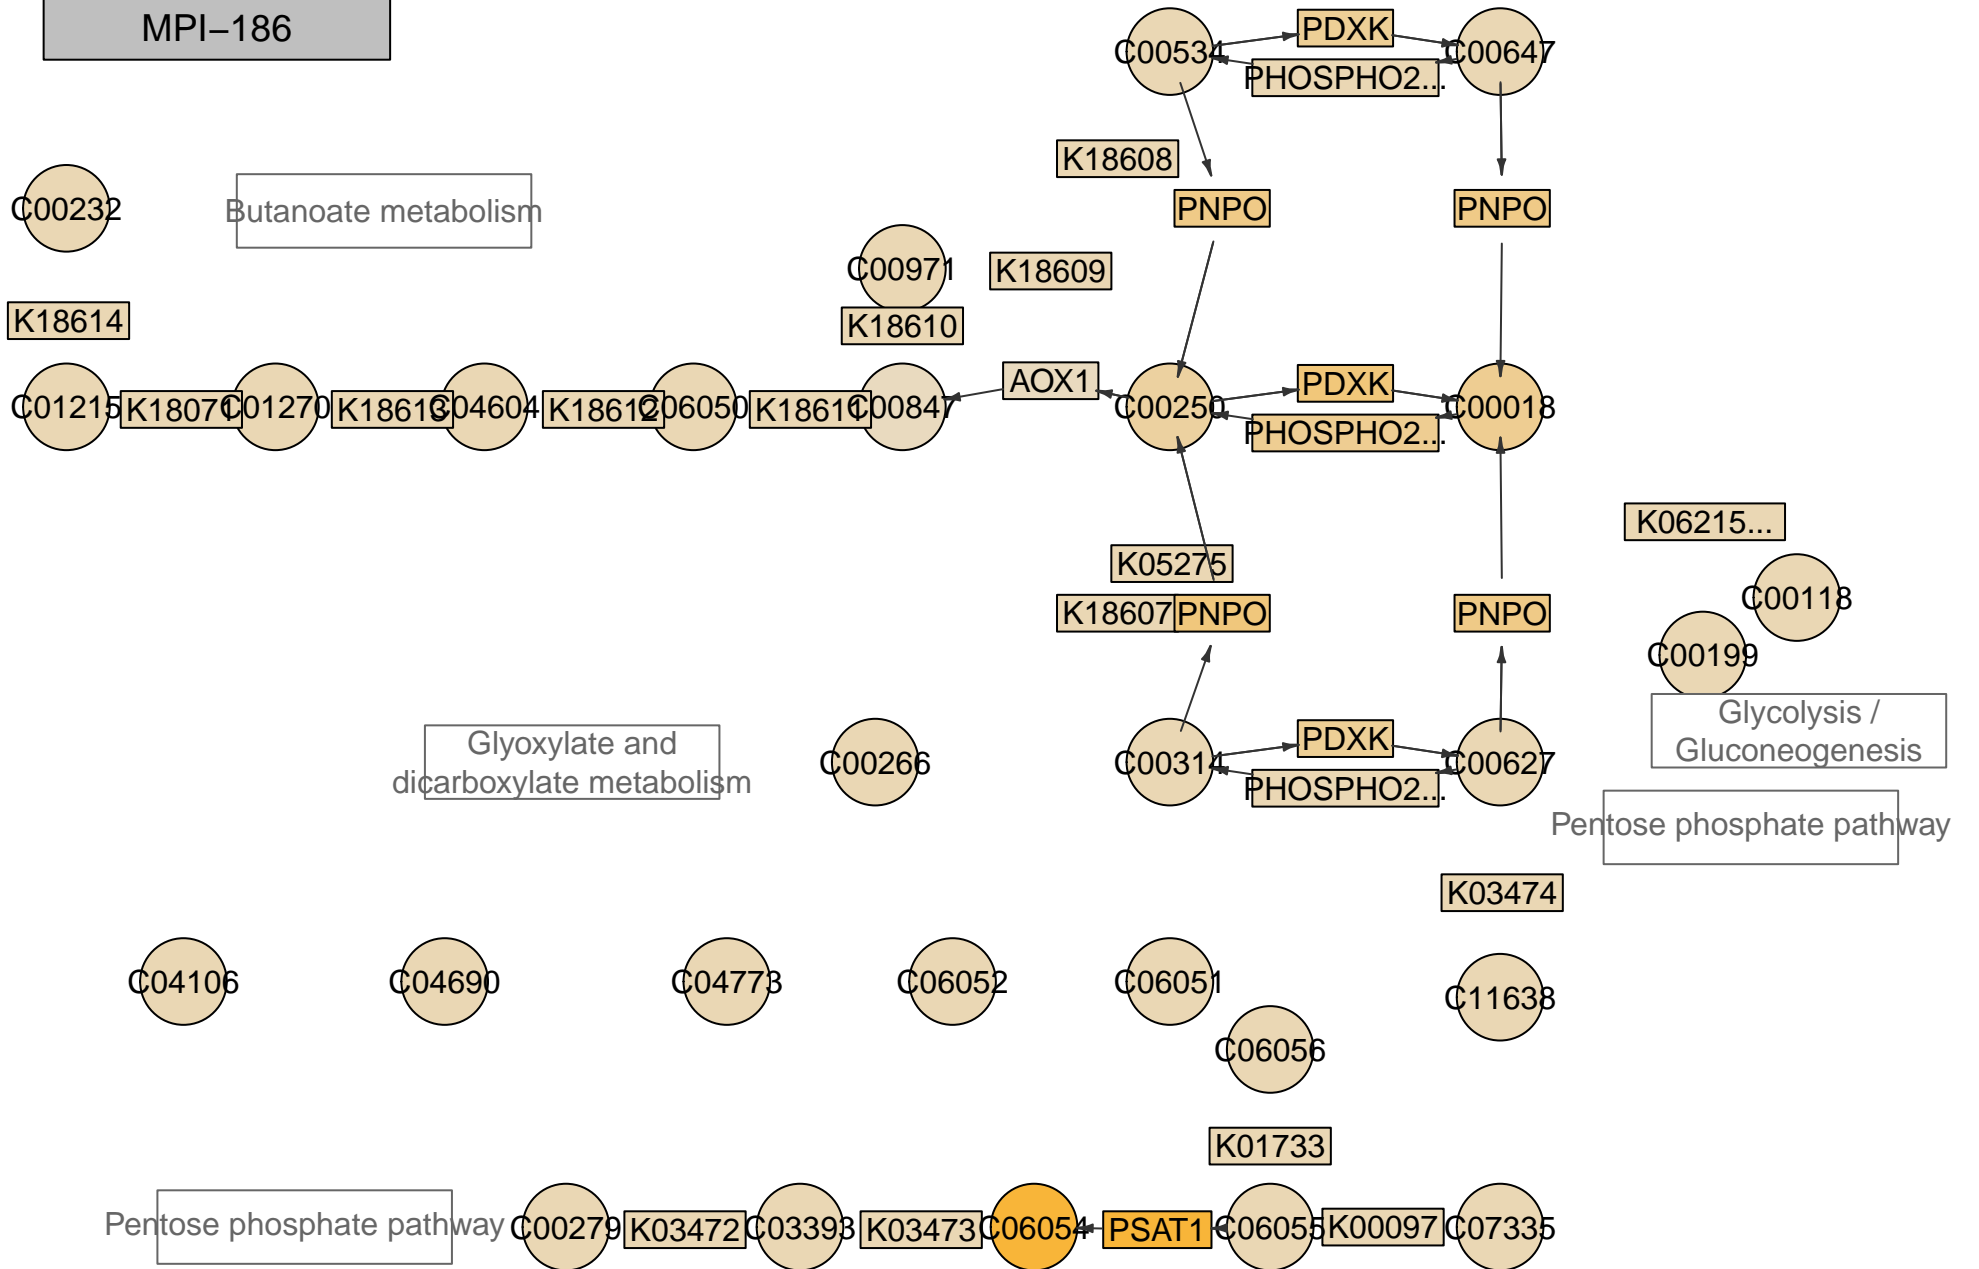 MPI−186
C00534
PDXK
C00647
PHOSPHO2...
K18608
C00232
Butanoate metabolism
PNPO
PNPO
C00971
K18609
K18614
K18610
C01215
K18071
C01270
K18613
C04604
K18612
C06050
K18611
C00847
AOX1
C00250
PDXK
C00018
PHOSPHO2...
K06215...
K05275
C00118
K18607
PNPO
PNPO
C00199
Glycolysis /
Gluconeogenesis
Glyoxylate and
dicarboxylate metabolism
C00266
C00314
PDXK
C00627
PHOSPHO2...
Pentose phosphate pathway
K03474
C04106
C04690
C04773
C06052
C06051
C11638
C06056
K01733
Pentose phosphate pathway
C00279
K03472
C03393
K03473
C06054
PSAT1
C06055
K00097
C07335